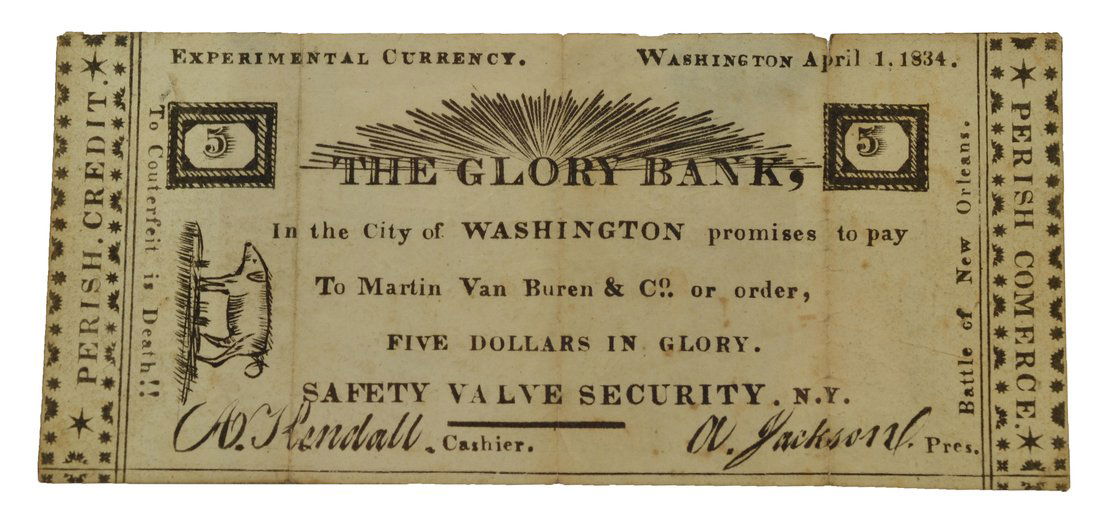 EXPERIMENTAL CURRENCY.
WASHINGTON April 1, 1834.
PERISH. CREDIT.
To Couterfeit is Death!!
5
5
THE GLORY BANK,
In the City of WASHINGTON promises to pay
To Martin Van Buren & Co. or order,
FIVE DOLLARS IN GLORY.
SAFETY VALVE SECURITY. N.Y.
A. Kendall. Cashier.
A. Jackson. Pres.
Battle of New Orleans.
PERISH COMERCE.